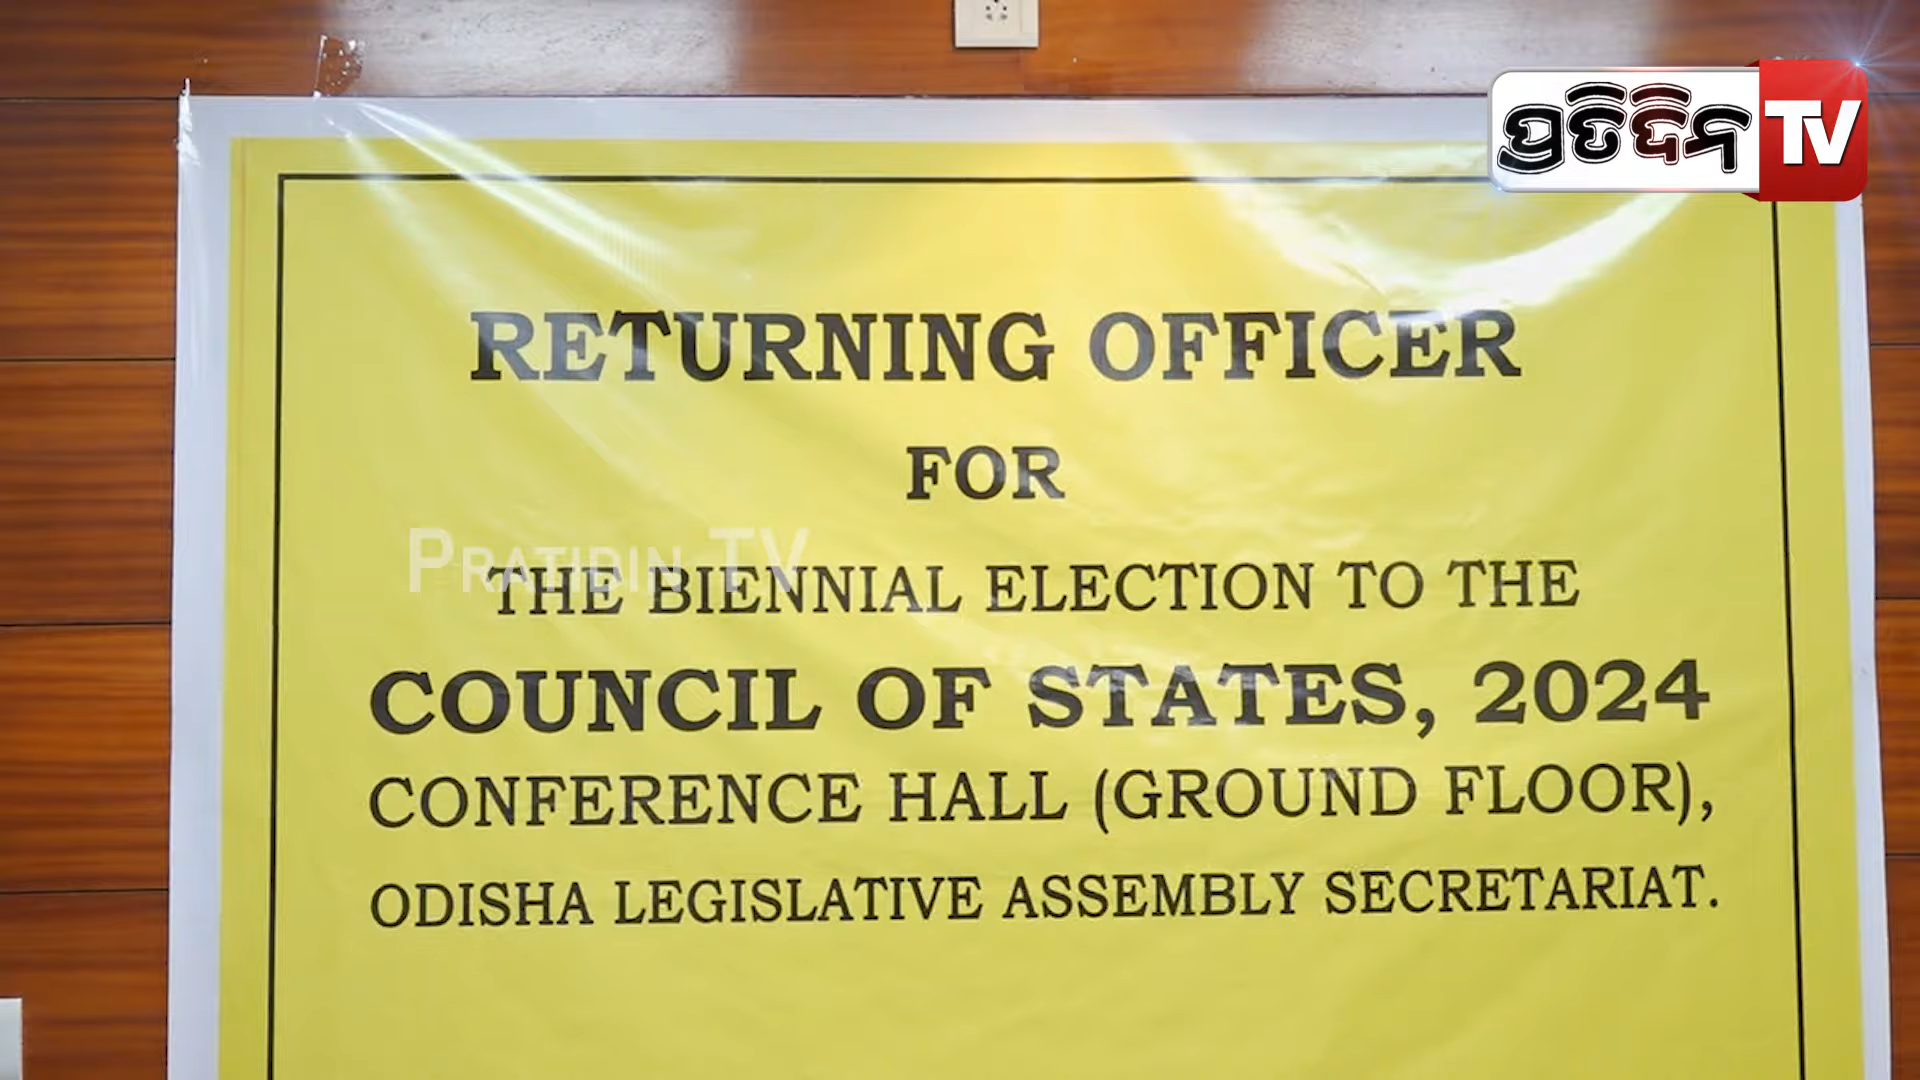 ପ୍ରତିଦିନ TV
RETURNING OFFICER
FOR
PRATIDIN TV
THE BIENNIAL ELECTION TO THE
COUNCIL OF STATES, 2024
CONFERENCE HALL (GROUND FLOOR),
ODISHA LEGISLATIVE ASSEMBLY SECRETARIAT.